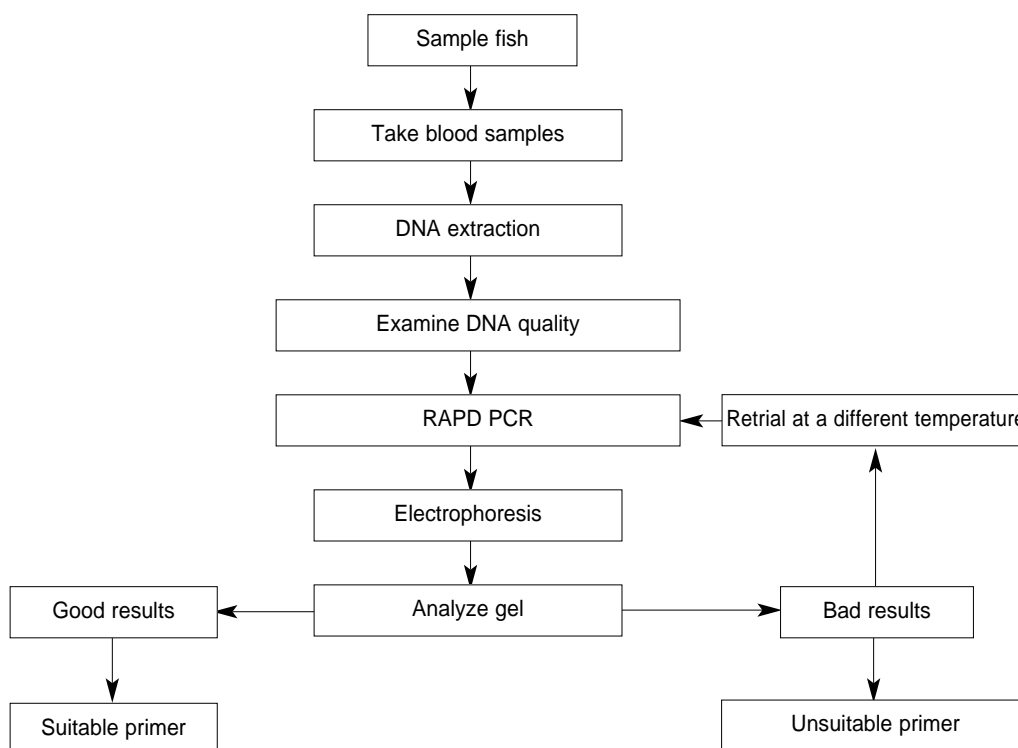 Sample fish
Take blood samples
DNA extraction
Examine DNA quality
RAPD PCR
Retrial at a different temperature
Electrophoresis
Good results
Analyze gel
Bad results
Suitable primer
Unsuitable primer